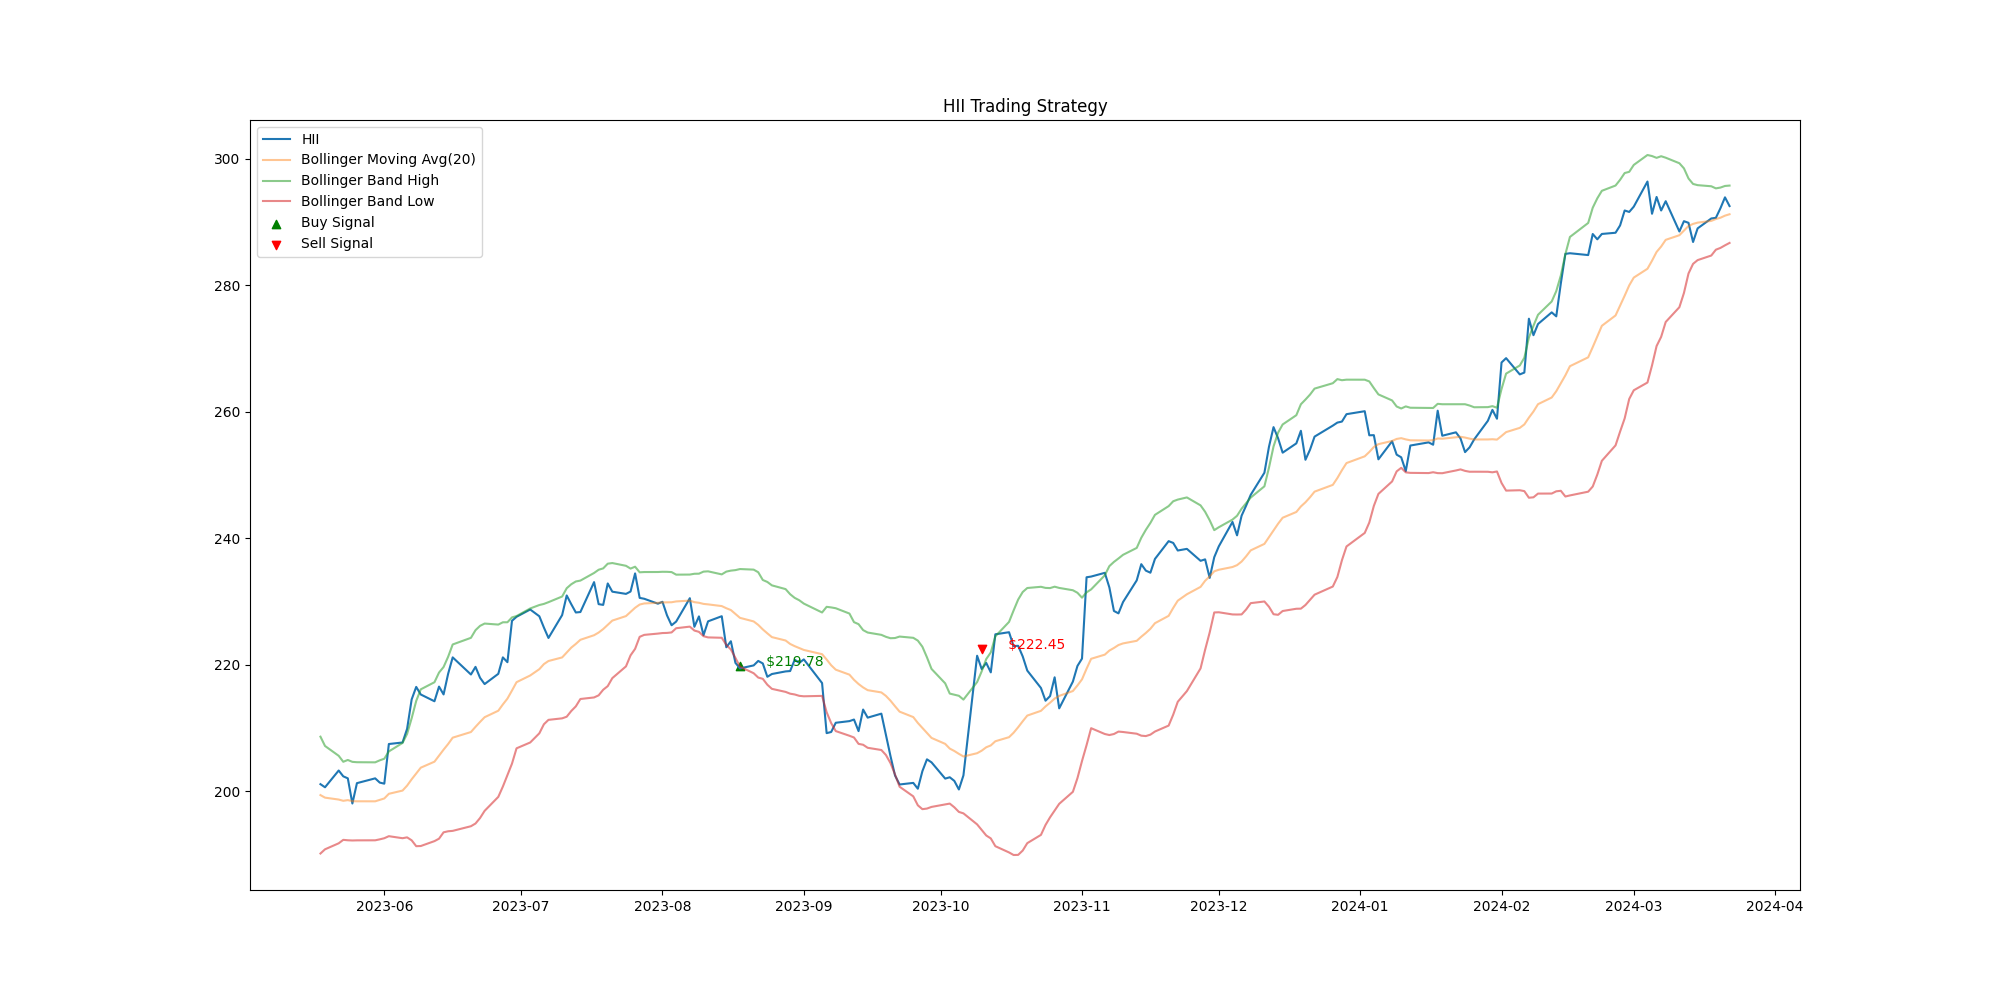 HII Trading Strategy
HII
Bollinger Moving Avg(20)
Bollinger Band High
Bollinger Band Low
Buy Signal
Sell Signal
300
280
260
240
220
200
$219.78
$222.45
2023-06 2023-07 2023-08 2023-09 2023-10 2023-11 2023-12 2024-01 2024-02 2024-03 2024-04